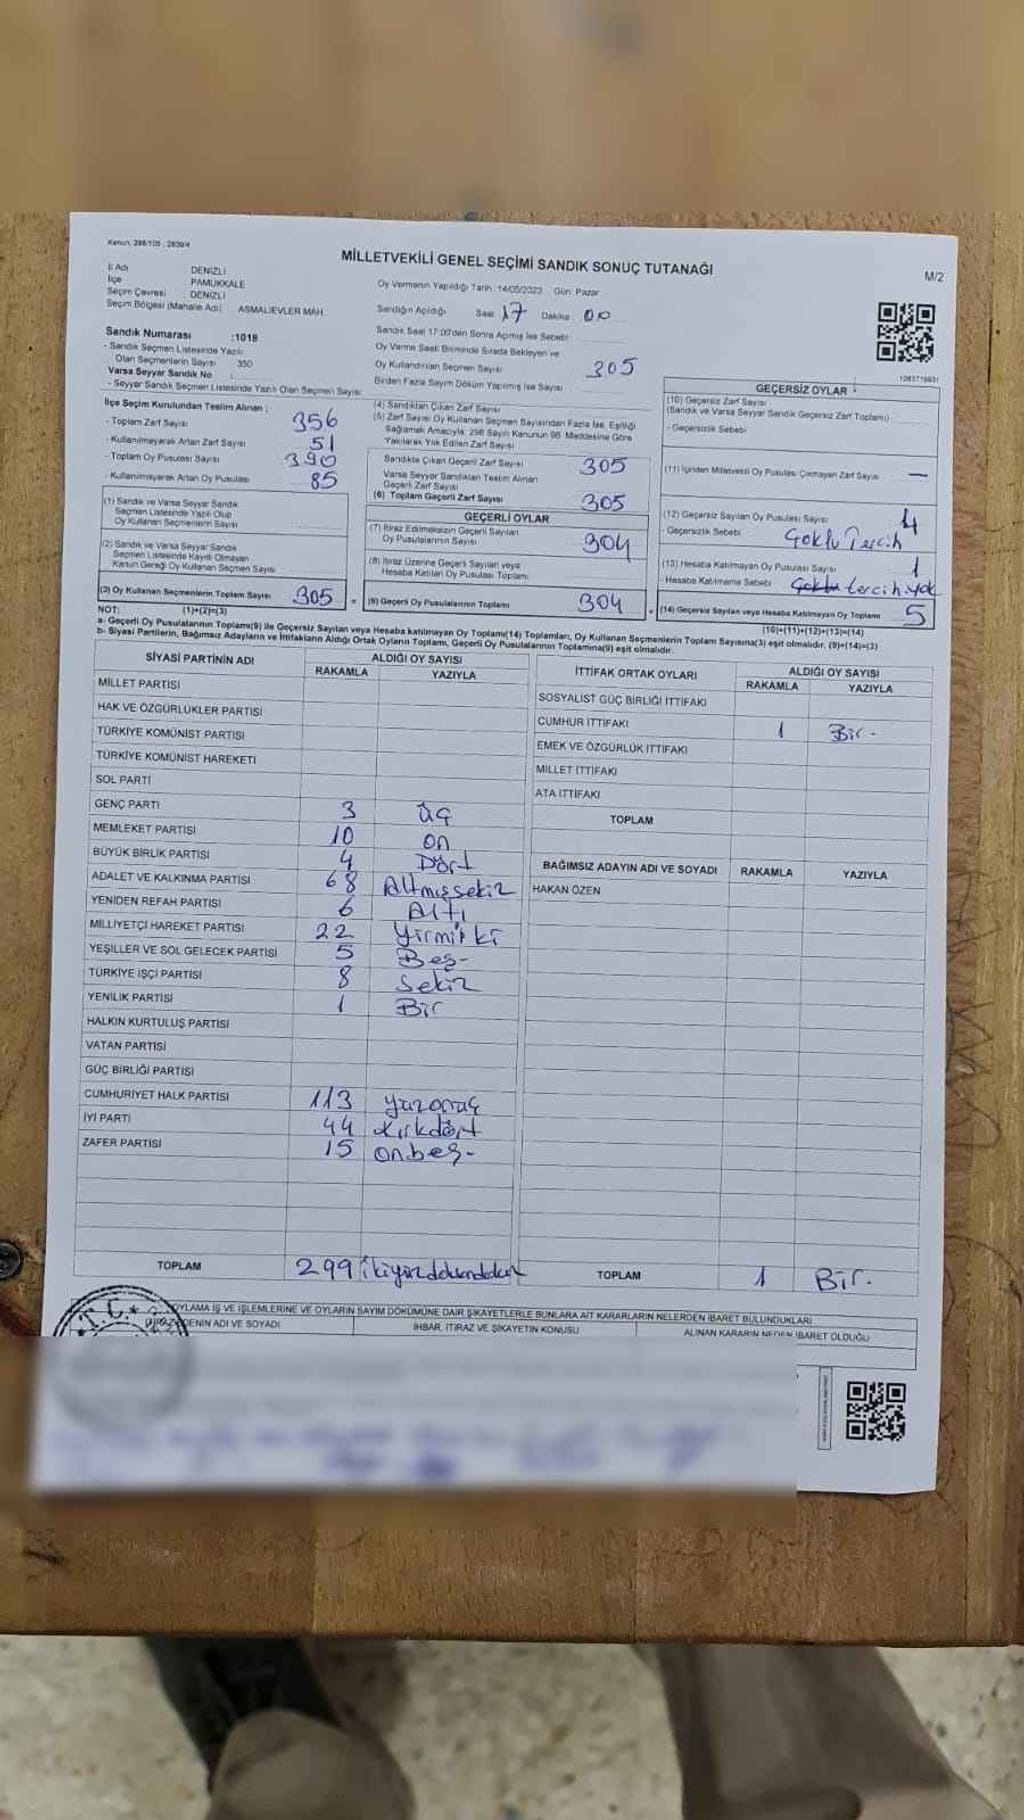 Kanun: 298/105 ; 2839/4
MİLLETVEKİLİ GENEL SEÇİMİ SANDIK SONUÇ TUTANAĞI
M/2
İl Adı DENİZLİ
İlçe PAMUKKALE
Seçim Çevresi : DENİZLİ
Seçim Bölgesi (Mahalle Adı) : ASMALIEVLER MAH.
Oy Vermenin Yapıldığı Tarih :14/05/2023 Gün: Pazar
Sandığın Açıldığı Saat 17 Dakika 00
Sandık Numarası :1018
- Sandık Seçmen Listesinde Yazılı
Olan Seçmenlerin Sayısı 350
Varsa Seyyar Sandık No :
- Seyyar Sandık Seçmen Listesinde Yazılı Olan Seçmen Sayısı:
Sandık Saat 17:00'den Sonra Açılmış İse Sebebi
Oy Verme Saati Bitiminde Sırada Bekleyen ve
Oy Kullandırılan Seçmen Sayısı 305
Birden Fazla Sayım Döküm Yapılmış İse Sayısı
İlçe Seçim Kurulundan Teslim Alınan ;
- Toplam Zarf Sayısı 356
- Kullanılmayarak Artan Zarf Sayısı 51
- Toplam Oy Pusulası Sayısı 390
- Kullanılmayarak Artan Oy Pusulası 85
(1) Sandık ve Varsa Seyyar Sandık
Seçmen Listesinde Yazılı Olup
Oy Kullanan Seçmenlerin Sayısı
(2) Sandık ve Varsa Seyyar Sandık
Seçmen Listesinde Kayıtlı Olmayan
Kanun Gereği Oy Kullanan Seçmen Sayısı
(3) Oy Kullanan Seçmenlerin Toplam Sayısı 305
(1)+(2)=(3)
(4) Sandıktan Çıkan Zarf Sayısı
(5) Zarf Sayısı Oy Kullanan Seçmen Sayısından Fazla İse, Eşitliği
Sağlamak Amacıyla, 298 Sayılı Kanunun 98. Maddesine Göre
Yakılarak Yok Edilen Zarf Sayısı
Sandıkta Çıkan Geçerli Zarf Sayısı 305
Varsa Seyyar Sandıktan Teslim Alınan
Geçerli Zarf Sayısı
(6) Toplam Geçerli Zarf Sayısı 305
GEÇERLİ OYLAR
(7) İtiraz Edilmeksizin Geçerli Sayılan
Oy Pusulalarının Sayısı 304
(8) İtiraz Üzerine Geçerli Sayılan veya
Hesaba Katılan Oy Pusulası Toplamı
(9) Geçerli Oy Pusulalarının Toplamı 304
GEÇERSİZ OYLAR
(10) Geçersiz Zarf Sayısı
(Sandık ve Varsa Seyyar Sandık Geçersiz Zarf Toplamı)
- Geçersizlik Sebebi
(11) İçinden Milletvekili Oy Pusulası Çıkmayan Zarf Sayısı —
(12) Geçersiz Sayılan Oy Pusulası Sayısı 4
- Geçersizlik Sebebi Çoklu Tercih
(13) Hesaba Katılmayan Oy Pusulası Sayısı 1
- Hesaba Katılmama Sebebi Çoklu tercih yok
(14) Geçersiz Sayılan veya Hesaba Katılmayan Oy Toplamı 5
(10)+(11)+(12)+(13)=(14)
NOT:
a- Geçerli Oy Pusulalarının Toplamı(9) ile Geçersiz Sayılan veya Hesaba katılmayan Oy Toplamı(14) Toplamları, Oy Kullanan Seçmenlerin Toplam Sayısına(3) eşit olmalıdır. (9)+(14)=(3)
b- Siyasi Partilerin, Bağımsız Adayların ve İttifakların Aldığı Ortak Oyların Toplamı, Geçerli Oy Pusulalarının Toplamına(9) eşit olmalıdır.
SİYASİ PARTİNİN ADI ALDIĞI OY SAYISI
RAKAMLA YAZIYLA
MİLLET PARTİSİ
HAK VE ÖZGÜRLÜKLER PARTİSİ
TÜRKİYE KOMÜNİST PARTİSİ
TÜRKİYE KOMÜNİST HAREKETİ
SOL PARTİ
GENÇ PARTİ 3 üç
MEMLEKET PARTİSİ 10 on
BÜYÜK BİRLİK PARTİSİ 4 Dört
ADALET VE KALKINMA PARTİSİ 68 Altmışsekiz
YENİDEN REFAH PARTİSİ 6 Altı
MİLLİYETÇİ HAREKET PARTİSİ 22 Yirmiiki
YEŞİLLER VE SOL GELECEK PARTİSİ 5 Beş-
TÜRKİYE İŞÇİ PARTİSİ 8 Sekiz
YENİLİK PARTİSİ 1 Bir
HALKIN KURTULUŞ PARTİSİ
VATAN PARTİSİ
GÜÇ BİRLİĞİ PARTİSİ
CUMHURİYET HALK PARTİSİ 113 yüzonüç
İYİ PARTİ 44 kırkdört
ZAFER PARTİSİ 15 onbeş-
TOPLAM 299 ikiyüzdoksandokuz
İTTİFAK ORTAK OYLARI ALDIĞI OY SAYISI
RAKAMLA YAZIYLA
SOSYALİST GÜÇ BİRLİĞİ İTTİFAKI
CUMHUR İTTİFAKI 1 Bir-
EMEK VE ÖZGÜRLÜK İTTİFAKI
MİLLET İTTİFAKI
ATA İTTİFAKI
TOPLAM
BAĞIMSIZ ADAYIN ADI VE SOYADI RAKAMLA YAZIYLA
HAKAN ÖZEN
TOPLAM 1 Bir.
OYLAMA İŞ VE İŞLEMLERİNE VE OYLARIN SAYIM DÖKÜMÜNE DAİR ŞİKAYETLERLE BUNLARA AİT KARARLARIN NELERDEN İBARET BULUNDUKLARI
ADI VE SOYADI İHBAR, İTİRAZ VE ŞİKAYETİN KONUSU ALINAN KARARIN NEDEN İBARET OLDUĞU
T.C.